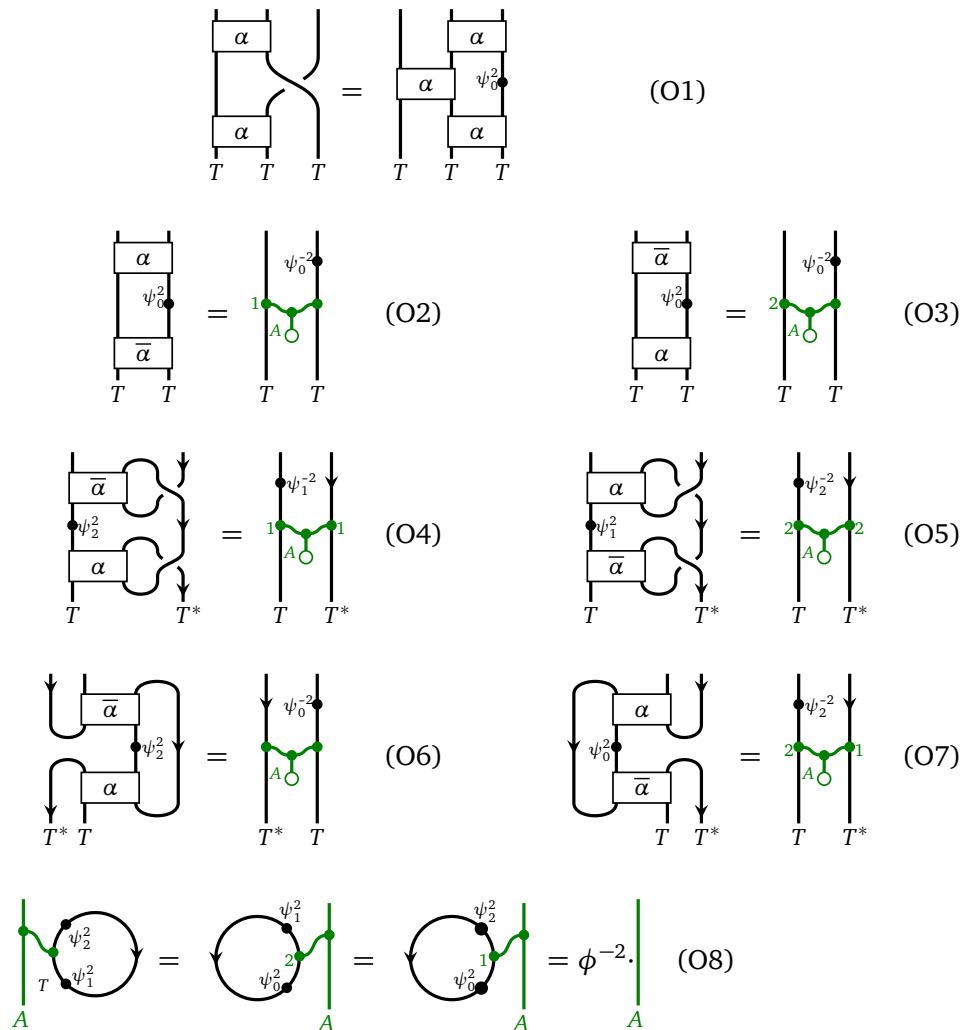 α α
α ψ₀² = (O1)
α α
T T T T T T
α ψ₀⁻² α̅ ψ₀⁻²
ψ₀² = 1 (O2) ψ₀² = 2 (O3)
α̅ A α A
T T T T T T T T
α̅ ψ₁⁻² α ψ₂⁻²
ψ₂² = 1 1 (O4) ψ₁² = 2 2 (O5)
α A α̅ A
T T* T T* T T* T T*
α̅ ψ₀⁻² α ψ₂⁻²
ψ₂² = (O6) ψ₀² = 2 1 (O7)
α A α̅ A
T* T T* T T T* T T*
ψ₂² ψ₁² ψ₂²
= 2 = 1 = ϕ⁻²· (O8)
T ψ₁² ψ₀² ψ₀²
A A A A